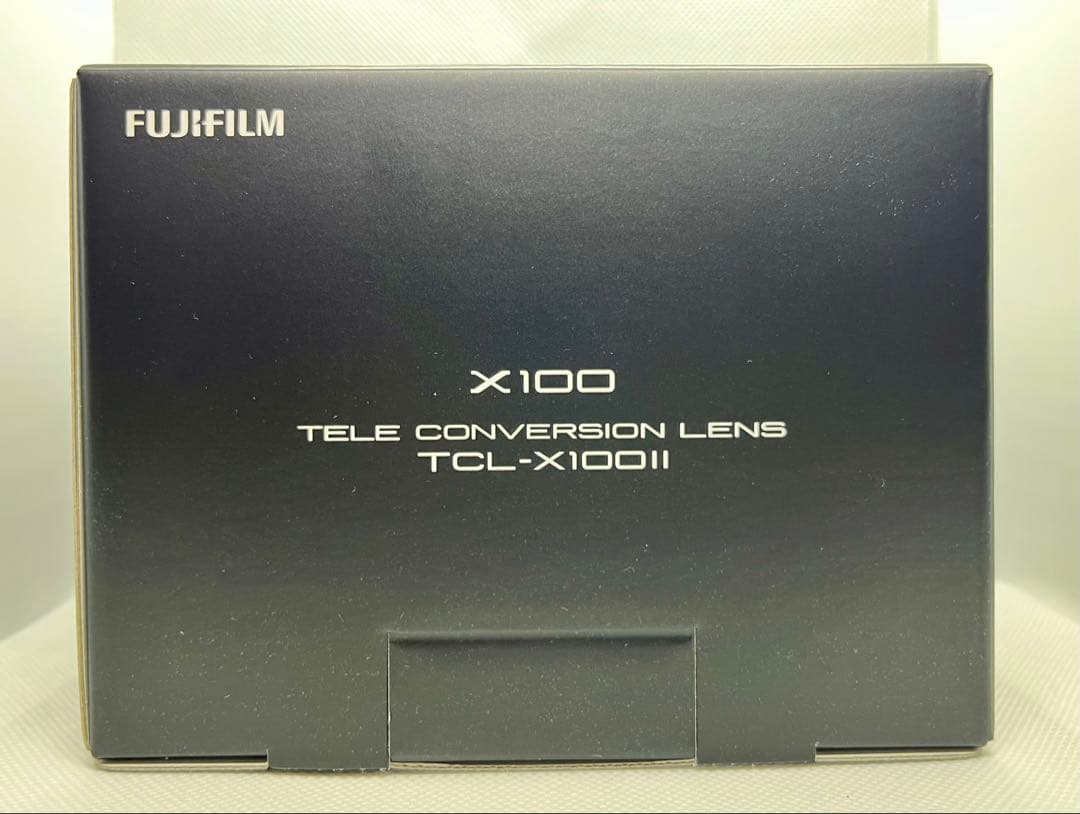 FUJIFILM
X100
TELE CONVERSION LENS
TCL-X100II